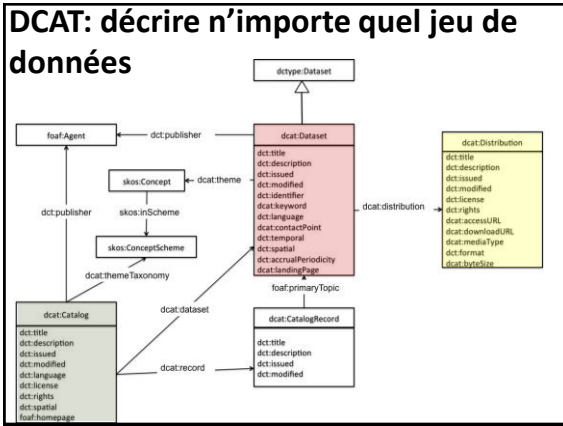 DCAT: décrire n’importe quel jeu de
données
dctype:Dataset
foaf:Agent
dct:publisher
dcat:Dataset
dct:title
dct:description
dct:issued
dct:modified
dct:identifier
dcat:keyword
dct:language
dcat:contactPoint
dct:temporal
dct:spatial
dct:accrualPeriodicity
dcat:landingPage
dcat:Distribution
dct:title
dct:description
dct:issued
dct:modified
dct:license
dct:rights
dcat:accessURL
dcat:downloadURL
dcat:mediaType
dct:format
dcat:byteSize
skos:Concept
dcat:theme
dcat:distribution
dct:publisher
skos:inScheme
skos:ConceptScheme
dcat:themeTaxonomy
foaf:primaryTopic
dcat:Catalog
dct:title
dct:description
dct:issued
dct:modified
dct:language
dct:license
dct:rights
dct:spatial
foaf:homepage
dcat:dataset
dcat:record
dcat:CatalogRecord
dct:title
dct:description
dct:issued
dct:modified